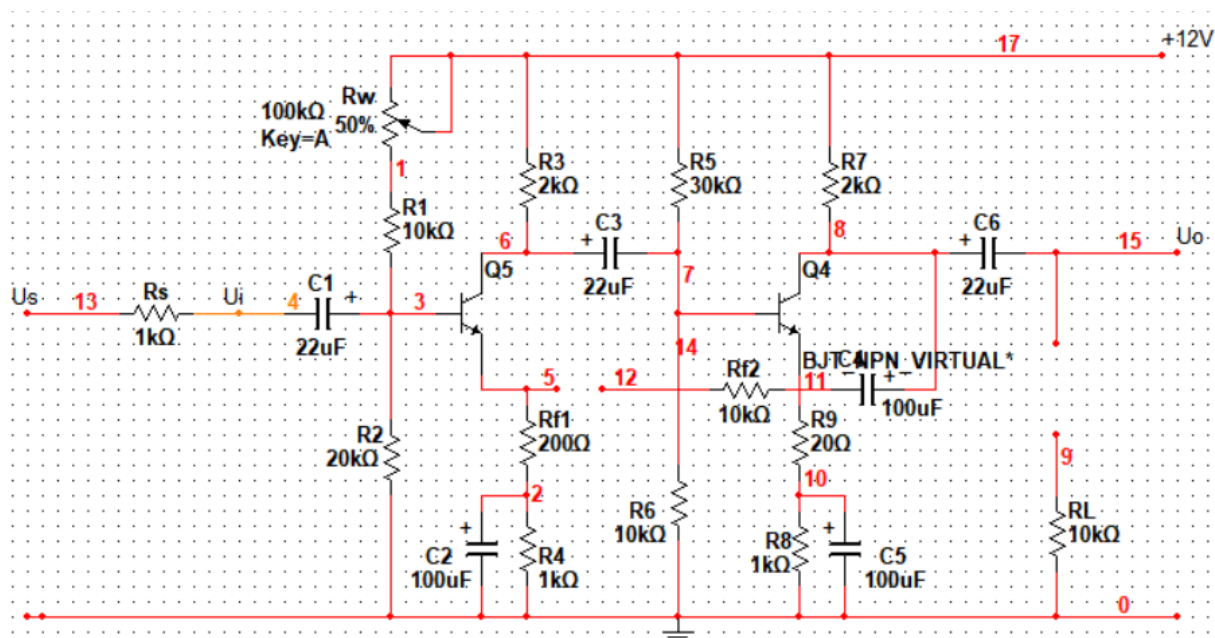 17
+12V
Rw
100kΩ
50%
Key=A
1
R3
2kΩ
R5
30kΩ
R7
2kΩ
R1
10kΩ
6
C3
+
22uF
8
C6
+
22uF
15
Uo
Q5
7
Q4
Us
13
Rs
1kΩ
Ui
4
C1
+
22uF
3
14
BJT_NPN_VIRTUAL*
5
12
Rf2
10kΩ
11
+
100uF
R2
20kΩ
Rf1
200Ω
R9
20Ω
9
2
10
R6
10kΩ
RL
10kΩ
+
C2
100uF
R4
1kΩ
R8
1kΩ
+
C5
100uF
0